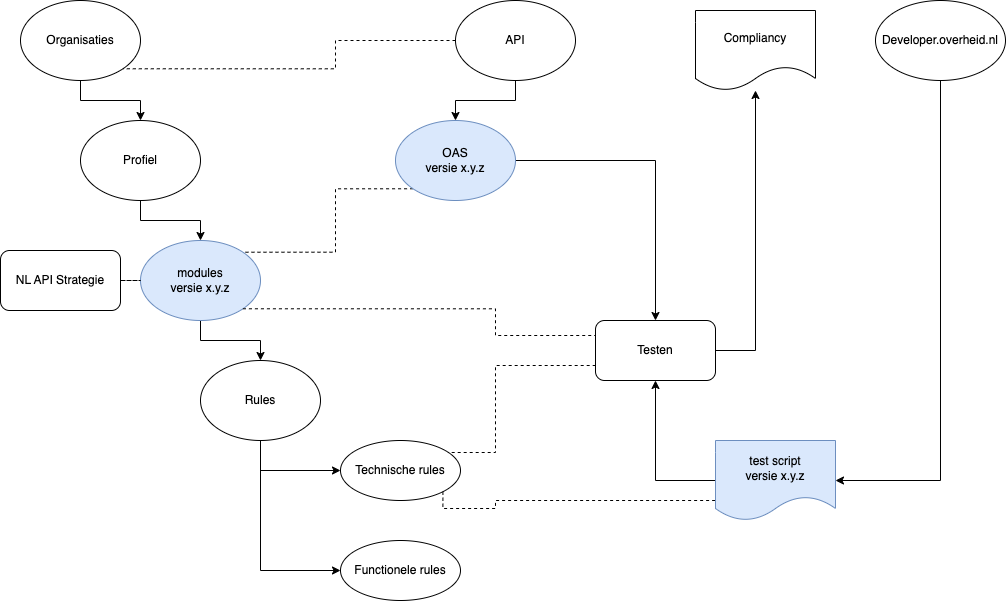 Organisaties
API
Compliancy
Developer.overheid.nl
Profiel
OAS
versie x.y.z
NL API Strategie
modules
versie x.y.z
Testen
Rules
Technische rules
test script
versie x.y.z
Functionele rules